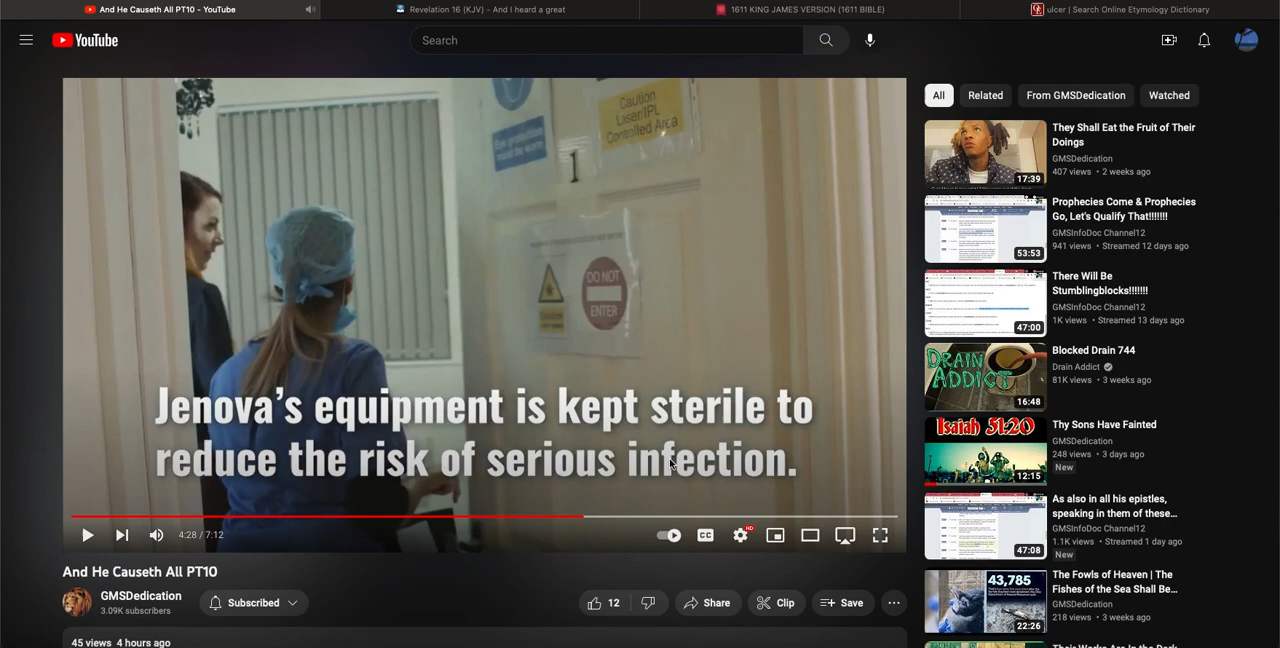 And He Causeth All PT10 - YouTube
Revelation 16 (KJV) - And I heard a great
1611 KING JAMES VERSION (1611 BIBLE)
ulcer | Search Online Etymology Dictionary
YouTube
Search
All
Related
From GMSDedication
Watched
Caution
Laser/IPL
Controlled Area
1
DO NOT
ENTER
Jenova's equipment is kept sterile to
reduce the risk of serious infection.
/ 7:12
HD
And He Causeth All PT10
GMSDedication
3.09K subscribers
Subscribed
12
Share
Clip
Save
45 views 4 hours ago
They Shall Eat the Fruit of Their
Doings
GMSDedication
407 views • 2 weeks ago
17:39
Prophecies Come & Prophecies
Go, Let's Qualify That!!!!!!!
GMSInfoDoc Channel12
941 views • Streamed 12 days ago
53:53
There Will Be
Stumblingblocks!!!!!!!
GMSInfoDoc Channel12
1K views • Streamed 13 days ago
47:00
DRAIN
ADDICT
16:48
Blocked Drain 744
Drain Addict
81K views • 3 weeks ago
Isaiah 51:20
12:15
Thy Sons Have Fainted
GMSDedication
248 views • 3 days ago
New
As also in all his epistles,
speaking in them of these...
GMSInfoDoc Channel12
1.1K views • Streamed 1 day ago
New
47:08
43,785
22:26
The Fowls of Heaven | The
Fishes of the Sea Shall Be...
GMSDedication
218 views • 3 weeks ago